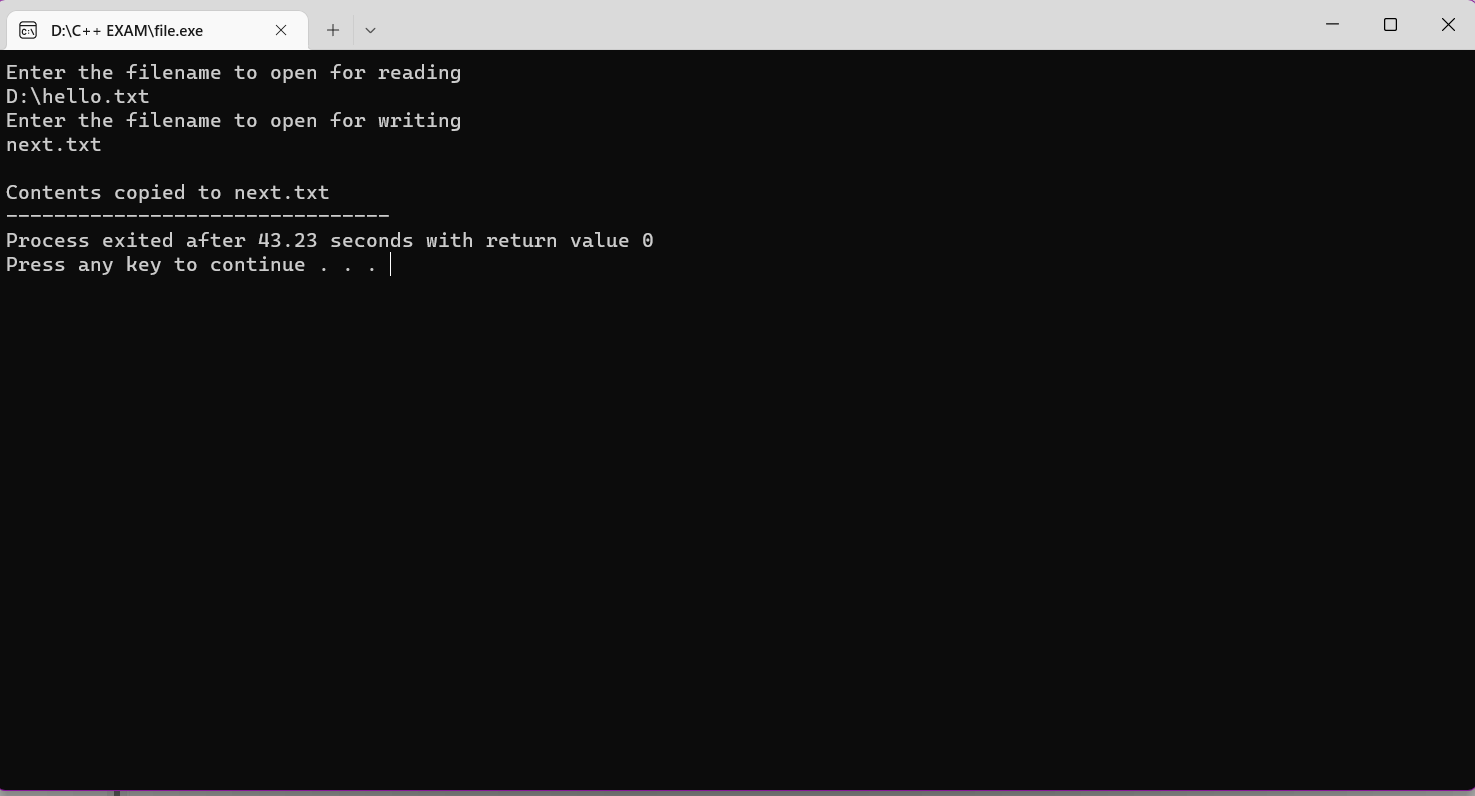 D:\C++ EXAM\file.exe
Enter the filename to open for reading
D:\hello.txt
Enter the filename to open for writing
next.txt
Contents copied to next.txt
--------------------------------
Process exited after 43.23 seconds with return value 0
Press any key to continue . . .